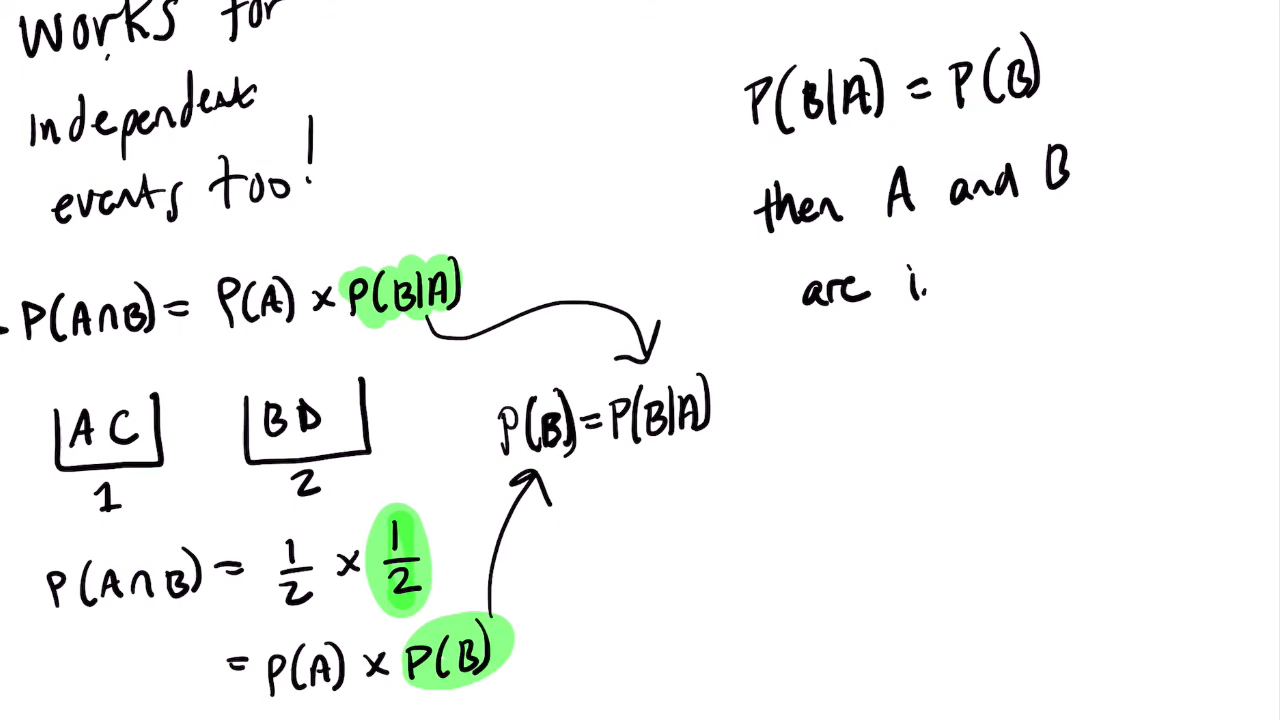 works for
independent
events too!
P(A∩B) = P(A) × P(B|A)
A C
1
B D
2
P(B) = P(B|A)
P(A∩B) = 1/2 × 1/2
= P(A) × P(B)
P(B|A) = P(B)
then A and B
are i.